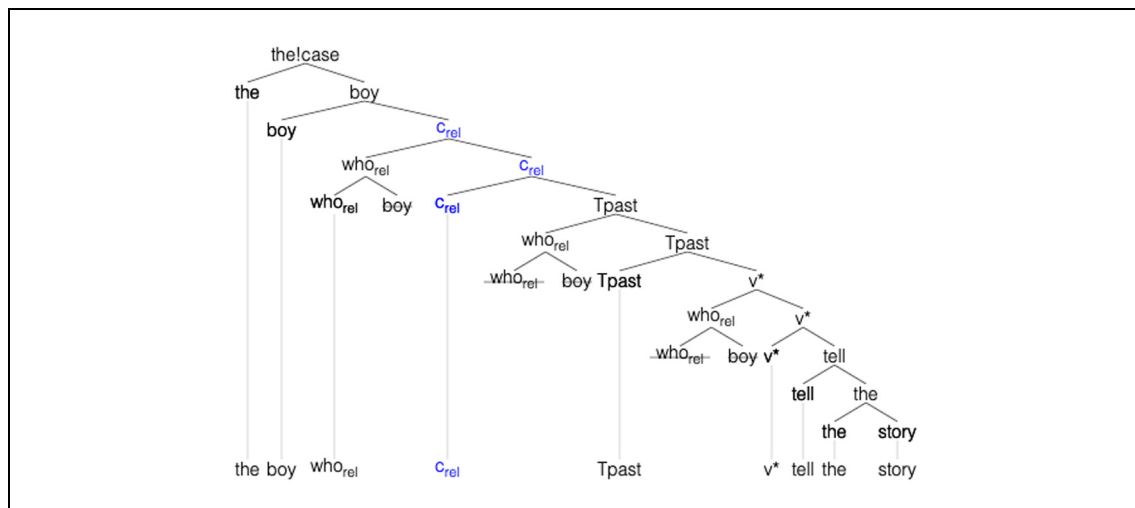 the!case
the boy
boy c_rel
who_rel c_rel
who_rel boy c_rel Tpast
who_rel Tpast
who_rel boy Tpast v*
who_rel v*
who_rel boy v* tell
tell the
the story
the boy who_rel c_rel Tpast v* tell the story